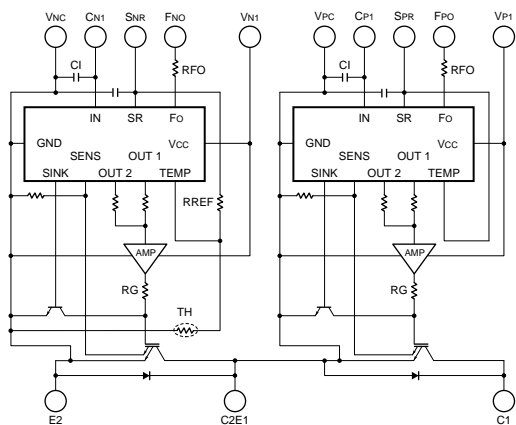 VNC CN1 SNR FNO VN1 VPC CP1 SPR FPO VP1
CI RFO CI RFO
IN SR FO IN SR FO
GND VCC GND VCC
SENS OUT 1 SENS OUT 1
SINK OUT 2 TEMP SINK OUT 2 TEMP
RREF
AMP AMP
RG RG
TH
E2 C2E1 C1